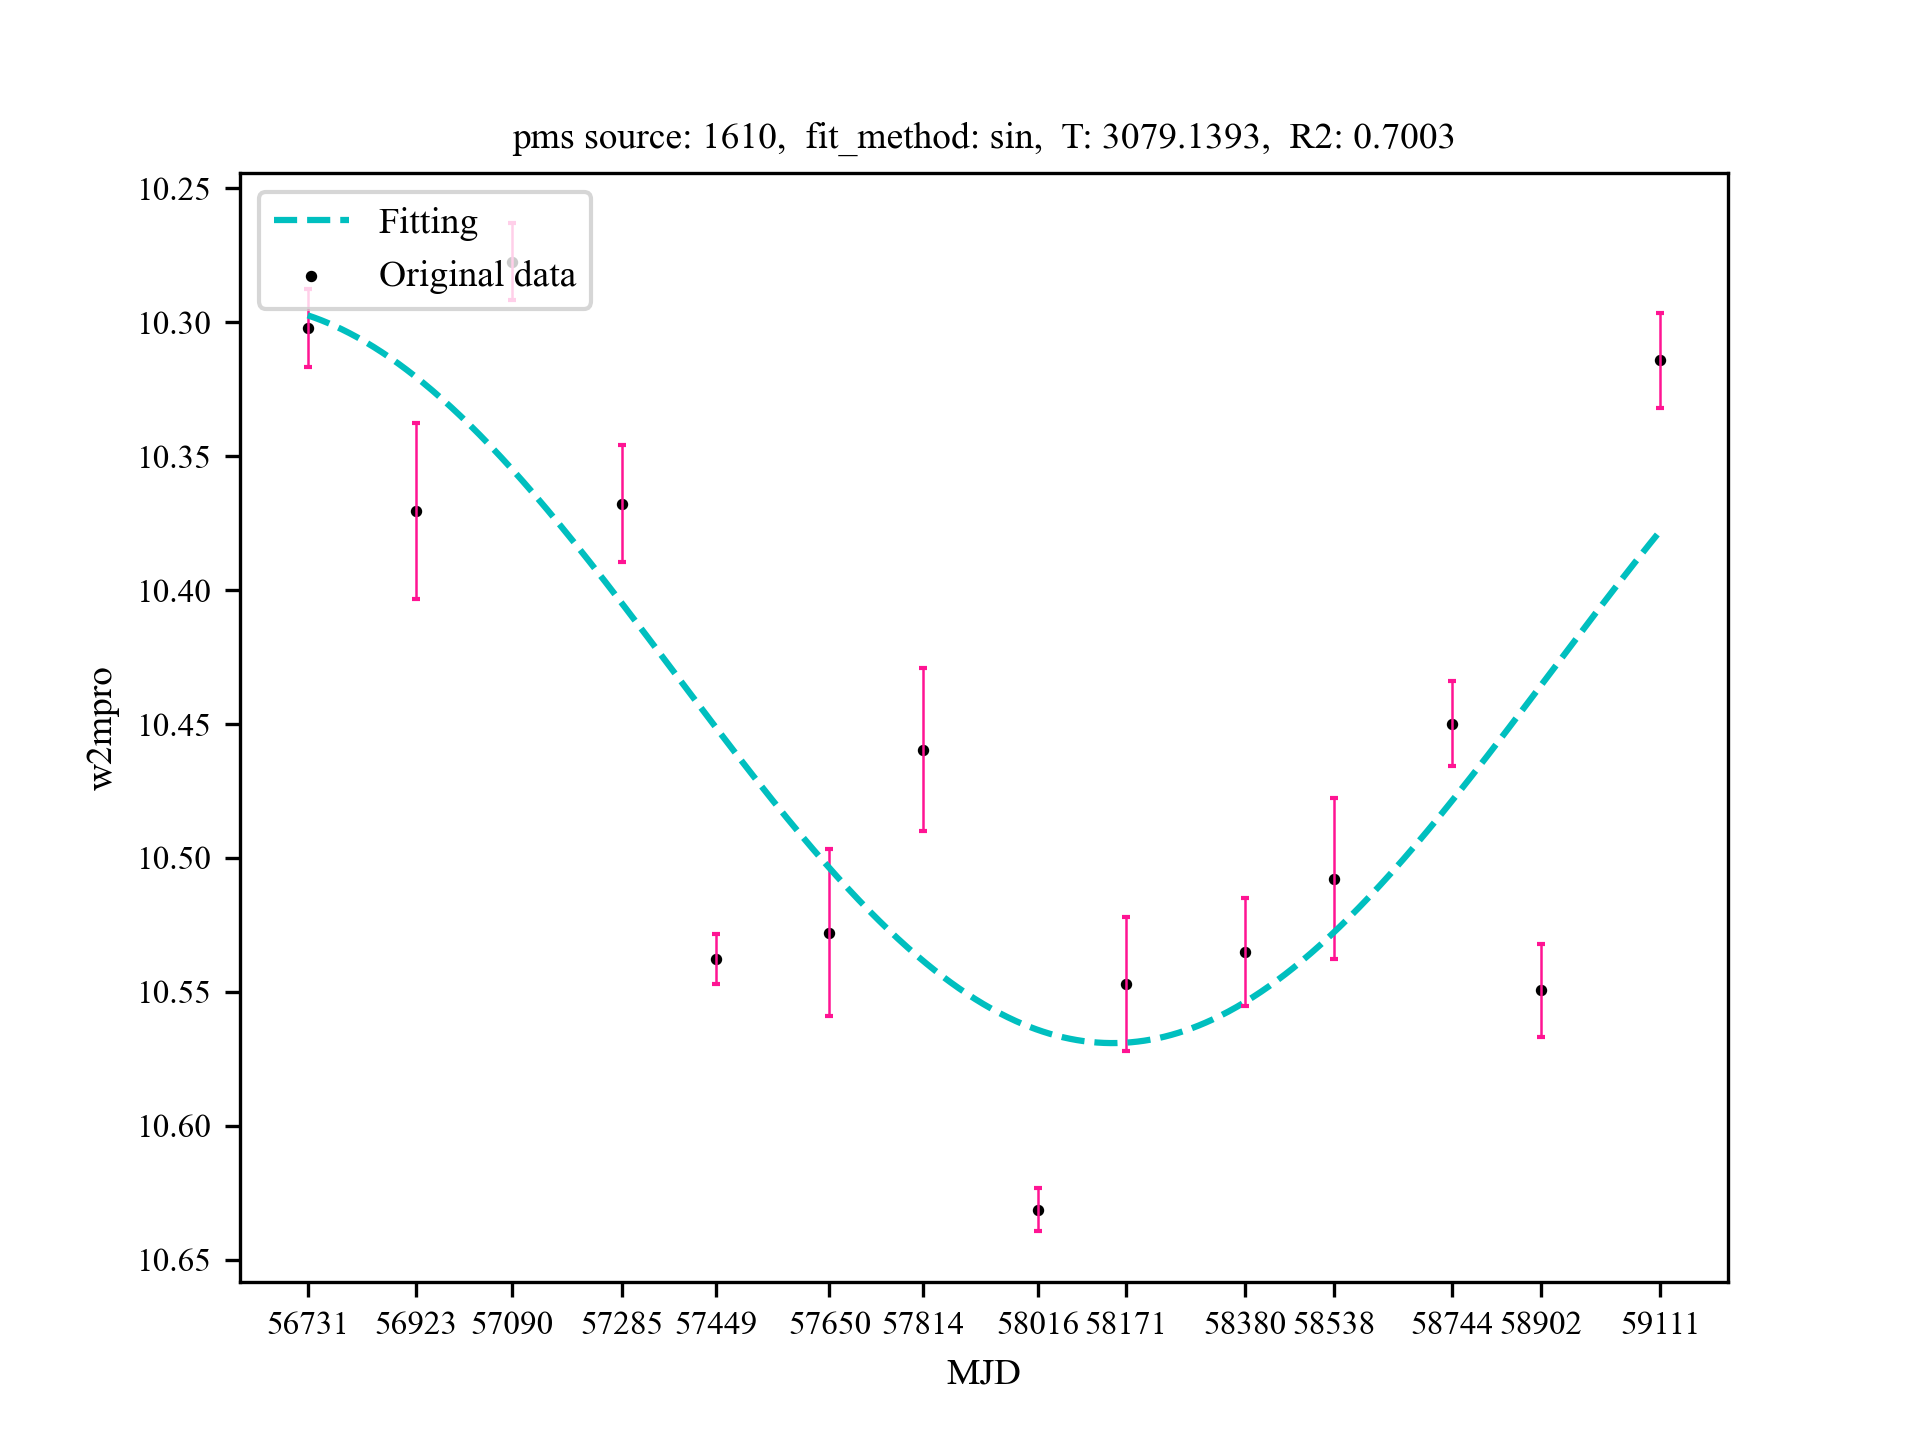 pms source: 1610,  fit_method: sin,  T: 3079.1393,  R2: 0.7003
Fitting
Original data
10.25
10.30
10.35
10.40
10.45
10.50
10.55
10.60
10.65
w2mpro
56731 56923 57090 57285 57449 57650 57814 58016 58171 58380 58538 58744 58902 59111
MJD